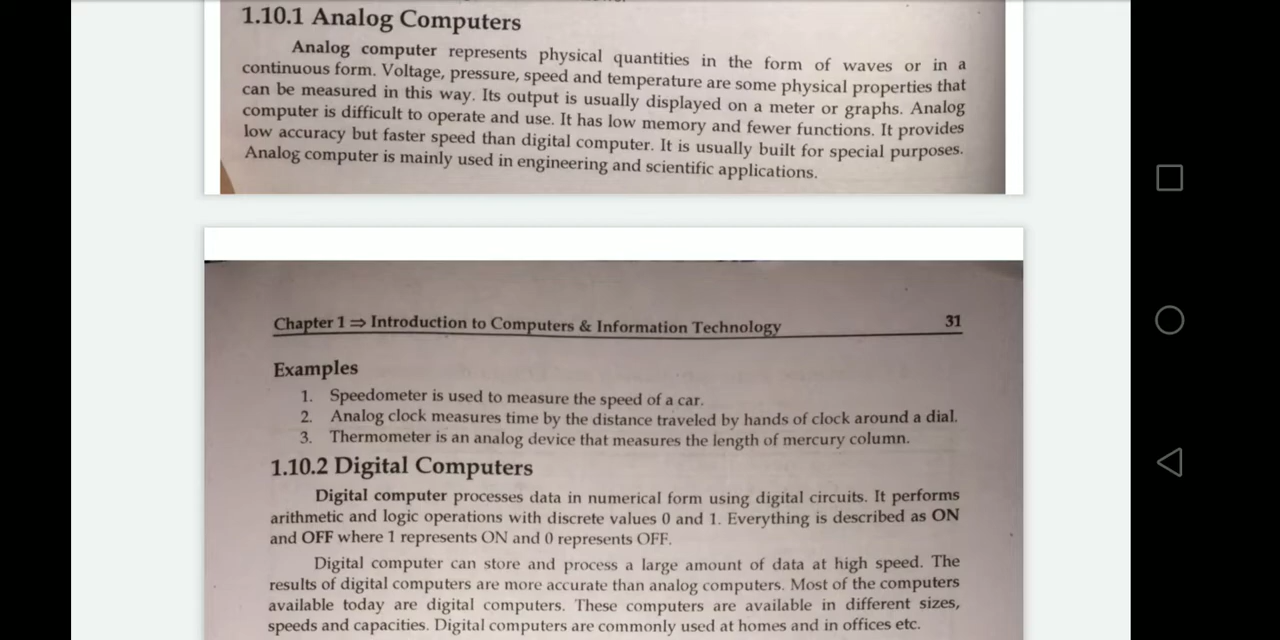 1.10.1 Analog Computers
Analog computer represents physical quantities in the form of waves or in a
continuous form. Voltage, pressure, speed and temperature are some physical properties that
can be measured in this way. Its output is usually displayed on a meter or graphs. Analog
computer is difficult to operate and use. It has low memory and fewer functions. It provides
low accuracy but faster speed than digital computer. It is usually built for special purposes.
Analog computer is mainly used in engineering and scientific applications.
Chapter 1 ⇒ Introduction to Computers & Information Technology 31
Examples
1. Speedometer is used to measure the speed of a car.
2. Analog clock measures time by the distance traveled by hands of clock around a dial.
3. Thermometer is an analog device that measures the length of mercury column.
1.10.2 Digital Computers
Digital computer processes data in numerical form using digital circuits. It performs
arithmetic and logic operations with discrete values 0 and 1. Everything is described as ON
and OFF where 1 represents ON and 0 represents OFF.
Digital computer can store and process a large amount of data at high speed. The
results of digital computers are more accurate than analog computers. Most of the computers
available today are digital computers. These computers are available in different sizes,
speeds and capacities. Digital computers are commonly used at homes and in offices etc.